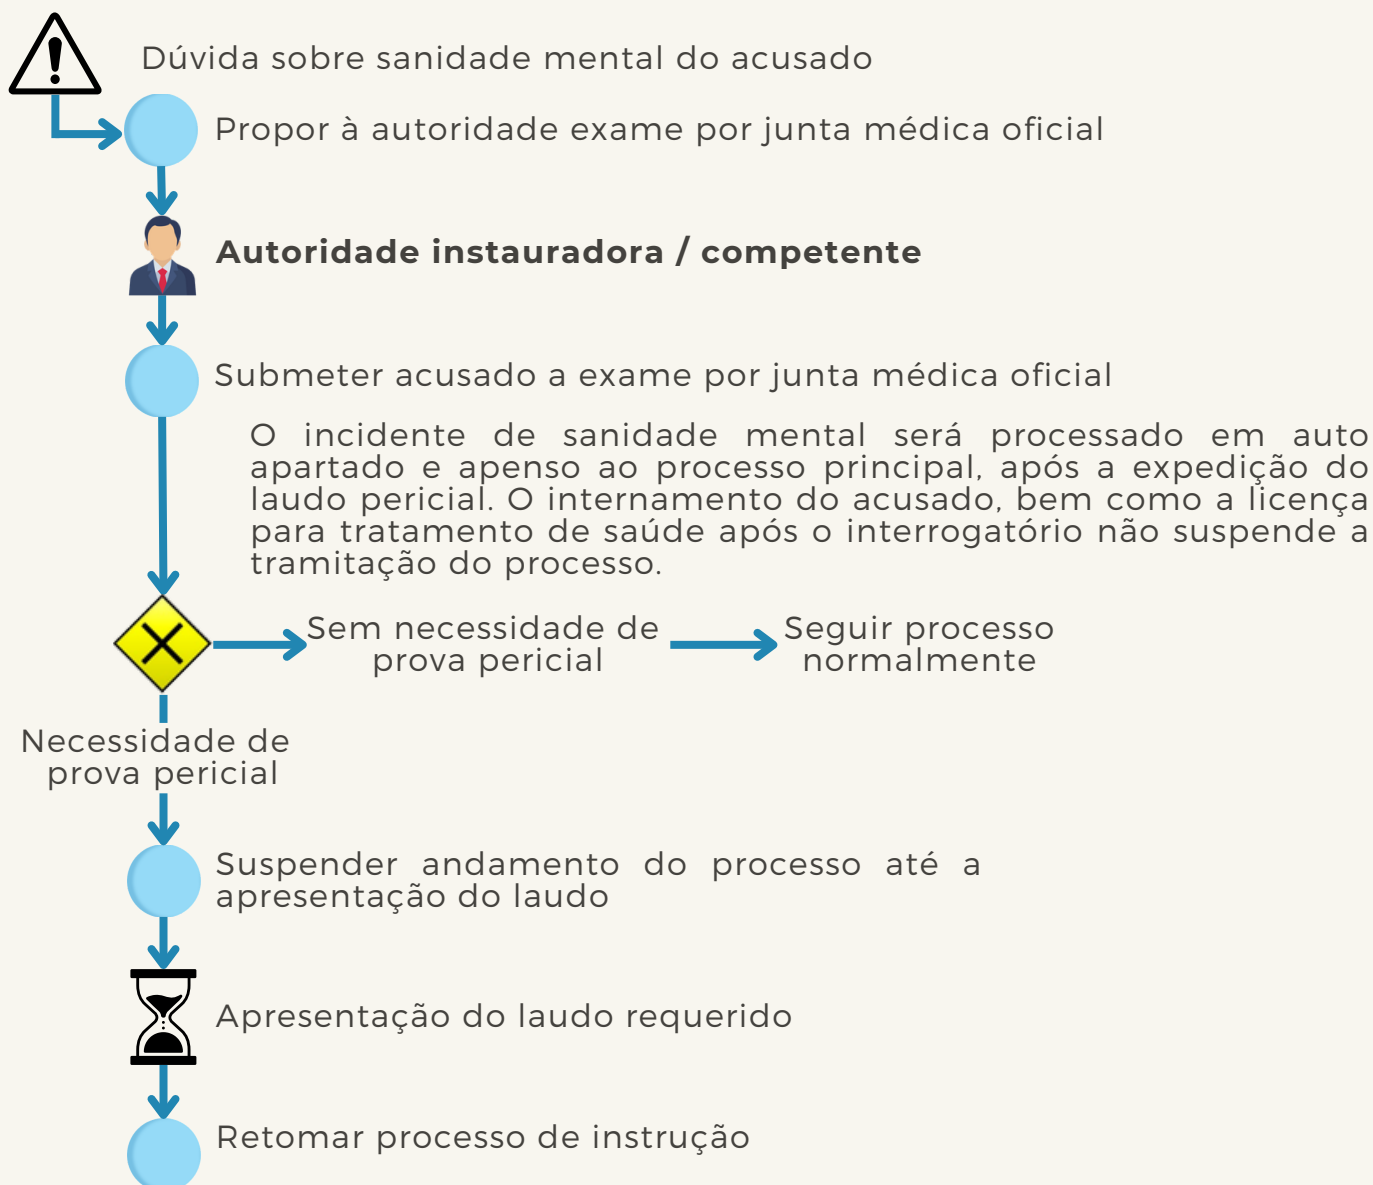 Dúvida sobre sanidade mental do acusado
Propor à autoridade exame por junta médica oficial
Autoridade instauradora / competente
Submeter acusado a exame por junta médica oficial
O incidente de sanidade mental será processado em auto
apartado e apenso ao processo principal, após a expedição do
laudo pericial. O internamento do acusado, bem como a licença
para tratamento de saúde após o interrogatório não suspende a
tramitação do processo.
Sem necessidade de
prova pericial
Seguir processo
normalmente
Necessidade de
prova pericial
Suspender andamento do processo até a
apresentação do laudo
Apresentação do laudo requerido
Retomar processo de instrução